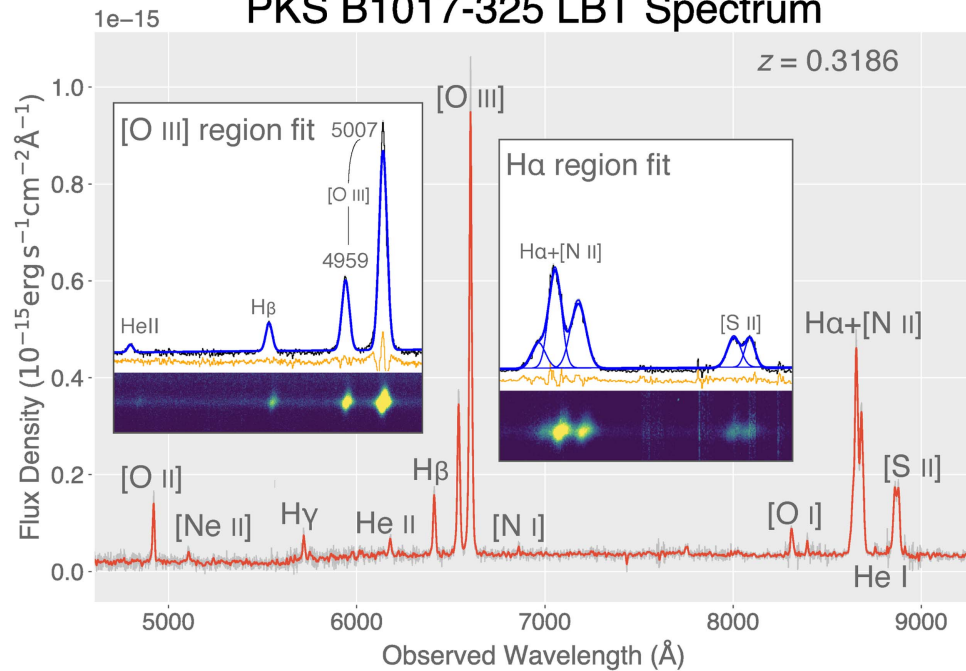 PKS B1017-325 LBT Spectrum
1e−15
z = 0.3186
[O III]
[O III] region fit
5007
[O III]
4959
Hβ
HeII
Hα region fit
Hα+[N II]
[S II]
Hα+[N II]
[S II]
[O II]
[Ne II]
Hγ
He II
Hβ
[N I]
[O I]
He I
1.0
0.8
0.6
0.4
0.2
0.0
Flux Density (10⁻¹⁵erg s⁻¹cm⁻²Å⁻¹)
5000 6000 7000 8000 9000
Observed Wavelength (Å)